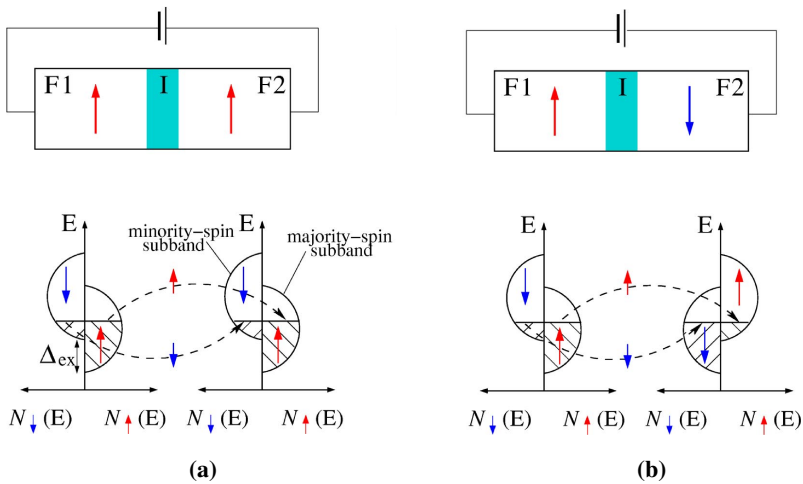 F1 I F2
F1 I F2
E E
minority−spin
subband
majority−spin
subband
Δex
N↓(E) N↑(E) N↓(E) N↑(E)
(a)
E E
N↓(E) N↑(E) N↓(E) N↑(E)
(b)